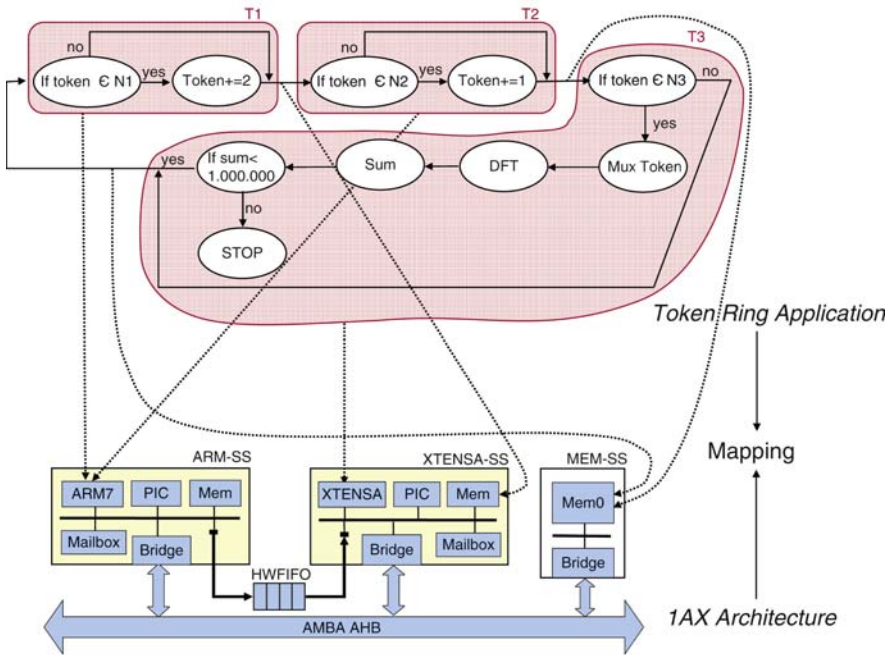 T1
T2
T3
no
no
If token Є N1
yes
Token+=2
If token Є N2
yes
Token+=1
If token Є N3
no
yes
yes
If sum<
1.000.000
Sum
DFT
Mux Token
no
STOP
Token Ring Application
Mapping
ARM-SS
XTENSA-SS
MEM-SS
ARM7
PIC
Mem
XTENSA
PIC
Mem
Mem0
Mailbox
Bridge
Bridge
Mailbox
Bridge
HWFIFO
AMBA AHB
1AX Architecture